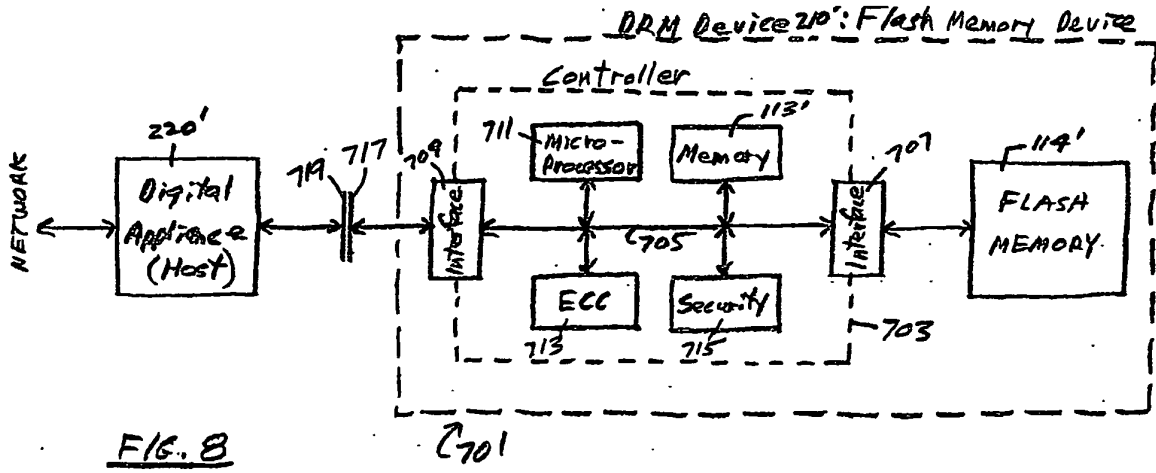 DRM Device 210': Flash Memory Device
Controller
220'
719
717
709
711
Micro-
Processor
113'
Memory
707
114'
NETWORK
Digital
Appliance
(Host)
Interface
705
Interface
FLASH
MEMORY
ECC
713
Security
715
703
701
FIG. 8